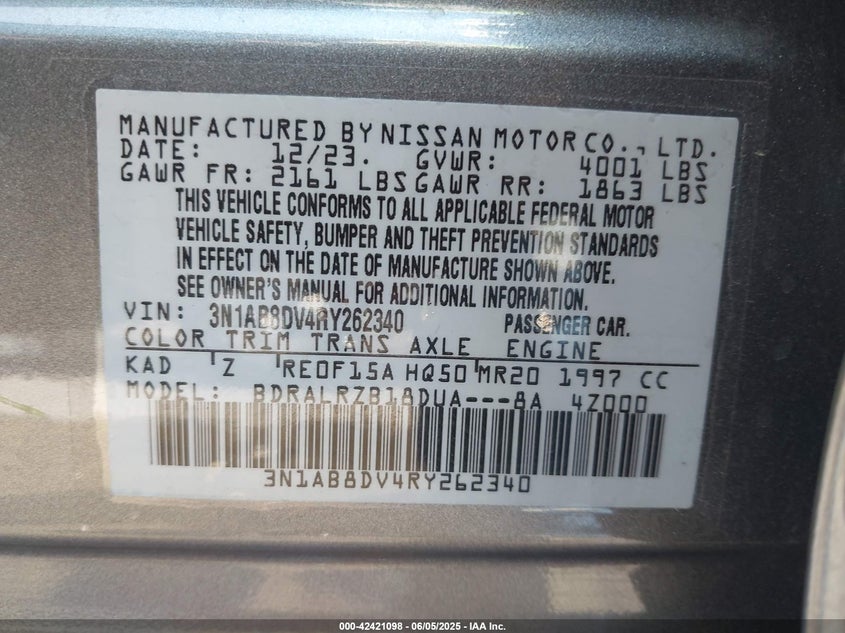 MANUFACTURED BY NISSAN MOTOR CO., LTD.
DATE: 12/23. GVWR: 4001 LBS
GAWR FR: 2161 LBS GAWR RR: 1863 LBS
THIS VEHICLE CONFORMS TO ALL APPLICABLE FEDERAL MOTOR
VEHICLE SAFETY, BUMPER AND THEFT PREVENTION STANDARDS
IN EFFECT ON THE DATE OF MANUFACTURE SHOWN ABOVE.
SEE OWNER'S MANUAL FOR ADDITIONAL INFORMATION.
VIN: 3N1AB8DV4RY262340 PASSENGER CAR.
COLOR TRIM TRANS AXLE ENGINE
KAD Z RE0F15A HQ50 MR20 1997 CC
MODEL: BDRALRZB18DUA---8A 4Z000
3N1AB8DV4RY262340
000-42421098 - 06/05/2025 - IAA Inc.